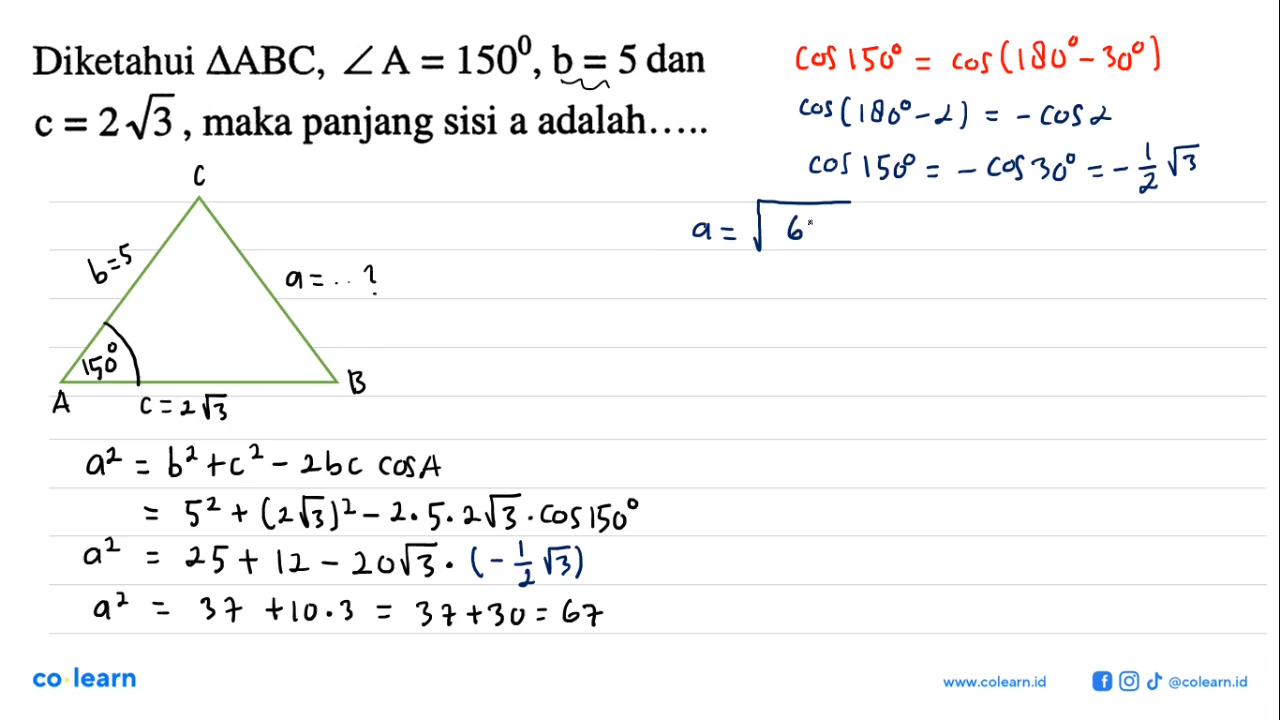 Diketahui ΔABC, ∠A = 150⁰, b = 5 dan
c = 2√3, maka panjang sisi a adalah.....
cos 150° = cos(180° - 30°)
cos(180° - α) = - cos α
cos 150° = - cos 30° = - 1/2 √3
a = √6
C
b = 5
a = .. ?
150°
A
B
c = 2√3
a² = b² + c² - 2bc cos A
= 5² + (2√3)² - 2 · 5 · 2√3 · cos 150°
a² = 25 + 12 - 20√3 · (- 1/2 √3)
a² = 37 + 10 · 3 = 37 + 30 = 67
co·learn
www.colearn.id
@colearn.id